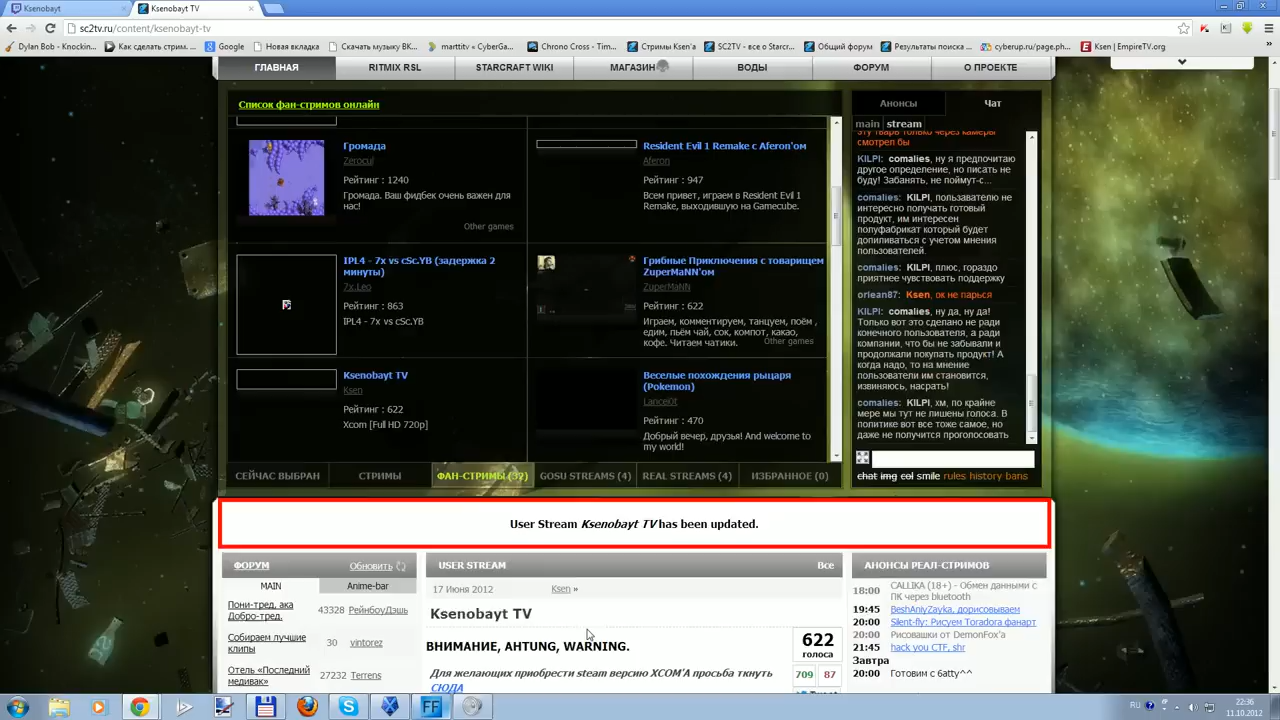 Ksenobayt
Ksenobayt TV
sc2tv.ru/content/ksenobayt-tv
Dylan Bob - Knockin...
Как сделать стрим. ...
Google
Новая вкладка
Скачать музыку ВК...
marttitv ✓ CyberGa...
Chrono Cross - Tim...
Стримы Ksen'а
SC2TV - все о Starcr...
Общий форум
Результаты поиска ...
cyberup.ru/page.ph...
Ksen | EmpireTV.org
ГЛАВНАЯ
RITMIX RSL
STARCRAFT WIKI
МАГАЗИН
ВОДЫ
ФОРУМ
О ПРОЕКТЕ
Список фан-стримов онлайн
Громада
Zerocul
Рейтинг : 1240
Громада. Ваш фидбек очень важен для
нас!
Other games
Resident Evil 1 Remake с Aferon'ом
Aferon
Рейтинг : 947
Всем привет, играем в Resident Evil 1
Remake, выходившую на Gamecube.
IPL4 - 7x vs cSc.YB (задержка 2
минуты)
7x.Leo
Рейтинг : 863
IPL4 - 7x vs cSc.YB
Грибные Приключения с товарищем
ZuperMaNN'ом
ZuperMaNN
Рейтинг : 622
Играем, комментируем, танцуем, поём ,
едим, пьём чай, сок, компот, какао,
кофе. Читаем чатики.
Other games
Ksenobayt TV
Ksen
Рейтинг : 622
Xcom [Full HD 720p]
Веселые похождения рыцаря
(Pokemon)
Рейтинг : 470
Добрый вечер, друзья! And welcome to
my world!
СЕЙЧАС ВЫБРАН
СТРИМЫ
ФАН-СТРИМЫ (32)
GOSU STREAMS (4)
REAL STREAMS (4)
ИЗБРАННОЕ (0)
Анонсы
Чат
main
stream
эту тварь только через камеры
смотрел бы
KILPI: comalies, ну я предпочитаю
другое определение, но писать не
буду! Забанять, не поймут-с...
comalies: KILPI, пользователю не
интересно получать готовый
продукт, им интересен
полуфабрикат который будет
допиливаться с учетом мнения
пользователей.
comalies: KILPI, плюс, гораздо
приятнее чувствовать поддержку
oriean87: Ksen, ок не парься
KILPI: comalies, ну да, ну да!
Только вот это сделано не ради
конечного пользователя, а ради
компании, что бы не забывали и
продолжали покупать продукт! А
когда надо, то на мнение
пользователи им становится,
извиняюсь, насрать!
comalies: KILPI, хм, по крайне
мере мы тут не лишены голоса. В
политике вот все тоже самое, но
даже не получится проголосовать
chat img col smile rules history bans
User Stream Ksenobayt TV has been updated.
ФОРУМ
Обновить
MAIN
Anime-bar
Пони-тред, ака
Добро-тред.
43328
РейнбоуДэшь
Собираем лучшие
клипы
30
vintorez
Отель «Последний
медивак»
27232
Terrens
USER STREAM
Все
17 Июня 2012
Ksen »
Ksenobayt TV
ВНИМАНИЕ, АНТUNG, WARNING.
Для желающих приобрести steam версию XCOM'А просьба ткнуть
СЮДА
622
голоса
709
87
Tweet
АНОНСЫ РЕАЛ-СТРИМОВ
18:00
CALLIKA (18+) - Обмен данными с
ПК через bluetooth
19:45
BeshAniyZayka, дорисовываем
20:00
Silent-fly: Рисуем Toradora фанарт
20:00
Рисовашки от DemonFox'а
21:45
hack you CTF, shr
Завтра
20:00
Готовим с 6atty^^
RU
22:36
11.10.2012